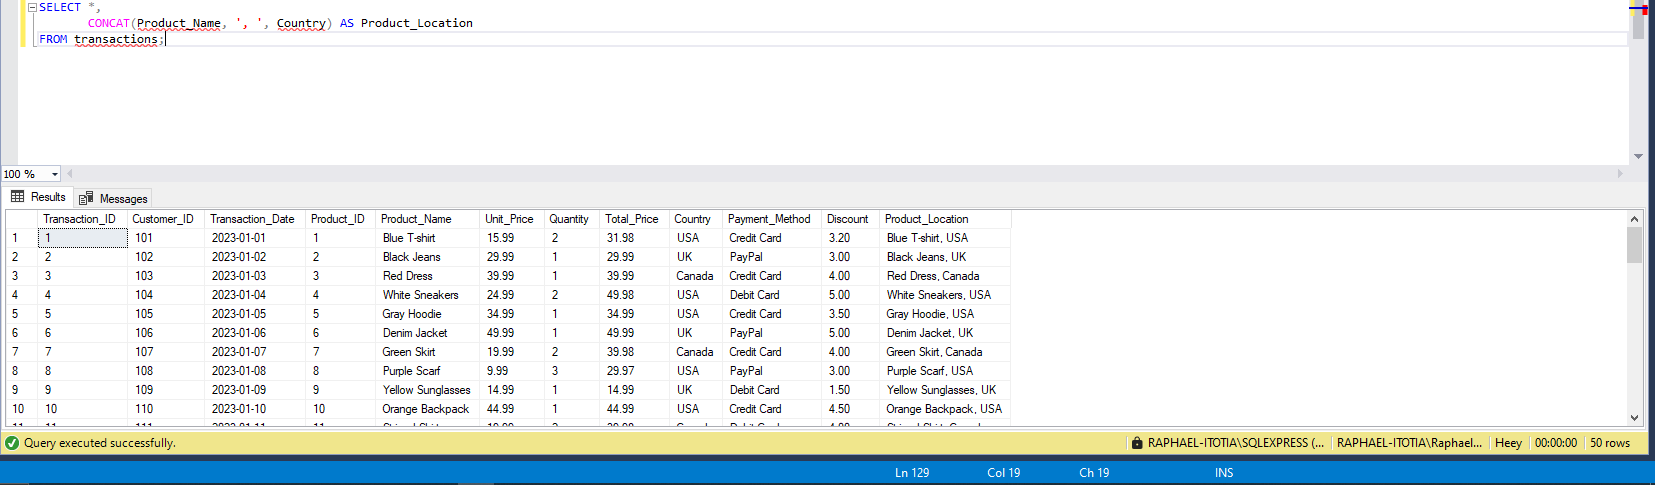 SELECT *,
CONCAT(Product_Name, ', ', Country) AS Product_Location
FROM transactions;
100 %
Results Messages
Transaction_ID Customer_ID Transaction_Date Product_ID Product_Name Unit_Price Quantity Total_Price Country Payment_Method Discount Product_Location
1 1 101 2023-01-01 1 Blue T-shirt 15.99 2 31.98 USA Credit Card 3.20 Blue T-shirt, USA
2 2 102 2023-01-02 2 Black Jeans 29.99 1 29.99 UK PayPal 3.00 Black Jeans, UK
3 3 103 2023-01-03 3 Red Dress 39.99 1 39.99 Canada Credit Card 4.00 Red Dress, Canada
4 4 104 2023-01-04 4 White Sneakers 24.99 2 49.98 USA Debit Card 5.00 White Sneakers, USA
5 5 105 2023-01-05 5 Gray Hoodie 34.99 1 34.99 USA Credit Card 3.50 Gray Hoodie, USA
6 6 106 2023-01-06 6 Denim Jacket 49.99 1 49.99 UK PayPal 5.00 Denim Jacket, UK
7 7 107 2023-01-07 7 Green Skirt 19.99 2 39.98 Canada Credit Card 4.00 Green Skirt, Canada
8 8 108 2023-01-08 8 Purple Scarf 9.99 3 29.97 USA PayPal 3.00 Purple Scarf, USA
9 9 109 2023-01-09 9 Yellow Sunglasses 14.99 1 14.99 UK Debit Card 1.50 Yellow Sunglasses, UK
10 10 110 2023-01-10 10 Orange Backpack 44.99 1 44.99 USA Credit Card 4.50 Orange Backpack, USA
Query executed successfully. RAPHAEL-ITOTIA\SQLEXPRESS (... RAPHAEL-ITOTIA\Raphael... Heey 00:00:00 50 rows
Ln 129 Col 19 Ch 19 INS